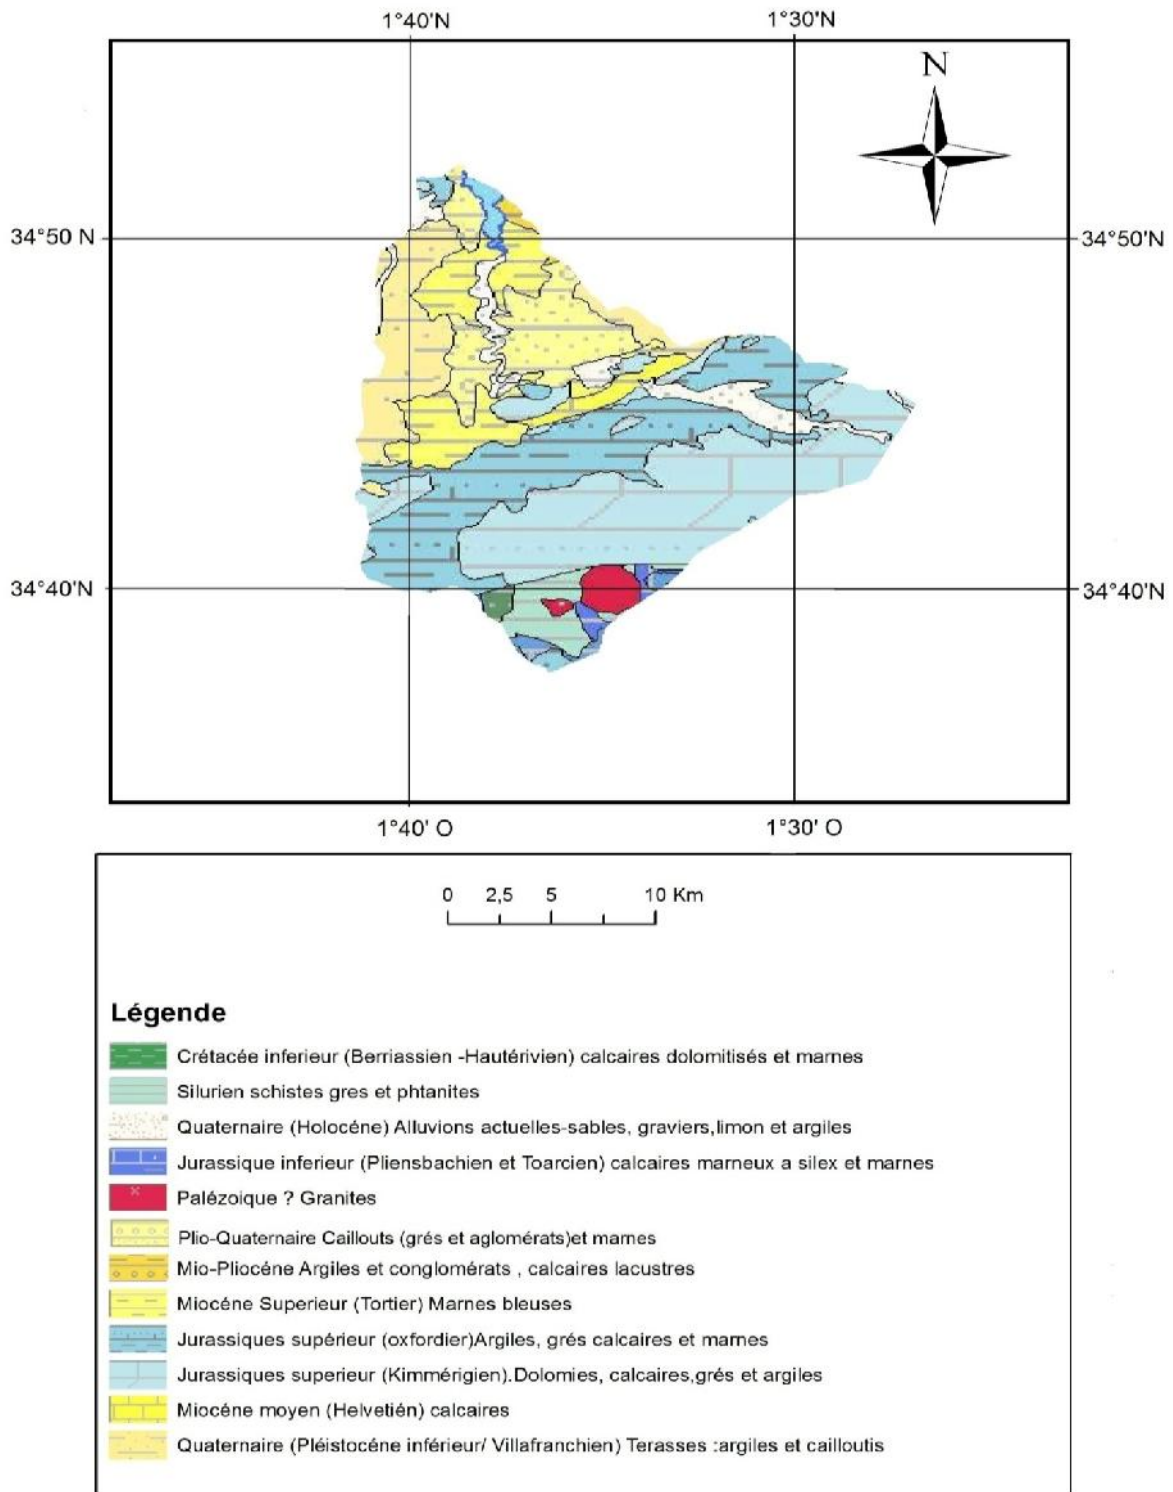 1°40'N 1°30'N
N
34°50 N 34°50'N
34°40'N 34°40'N
1°40' O 1°30' O
0 2,5 5 10 Km
Légende
Crétacée inferieur (Berriassien -Hautérivien) calcaires dolomitisés et marnes
Silurien schistes gres et phtanites
Quaternaire (Holocéne) Alluvions actuelles-sables, graviers,limon et argiles
Jurassique inferieur (Pliensbachien et Toarcien) calcaires marneux a silex et marnes
Palézoique ? Granites
Plio-Quaternaire Caillouts (grés et aglomérats)et marnes
Mio-Pliocéne Argiles et conglomérats , calcaires lacustres
Miocéne Superieur (Tortier) Marnes bleuses
Jurassiques supérieur (oxfordier)Argiles, grés calcaires et marnes
Jurassiques superieur (Kimmérigien).Dolomies, calcaires,grés et argiles
Miocéne moyen (Helvetién) calcaires
Quaternaire (Pléistocéne inférieur/ Villafranchien) Terasses :argiles et cailloutis